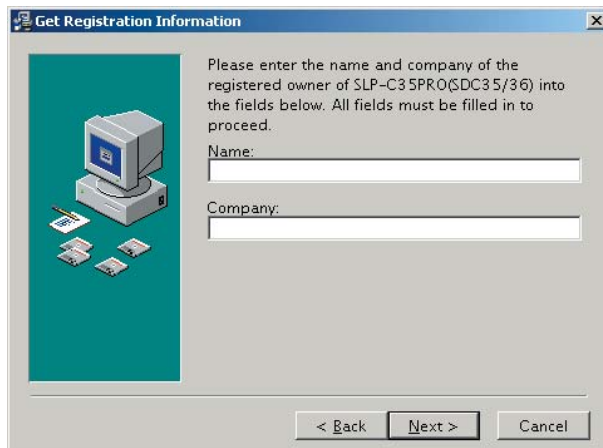 Get Registration Information
Please enter the name and company of the
registered owner of SLP-C35PRO(SDC35/36) into
the fields below. All fields must be filled in to
proceed.
Name:
Company:
< Back
Next >
Cancel